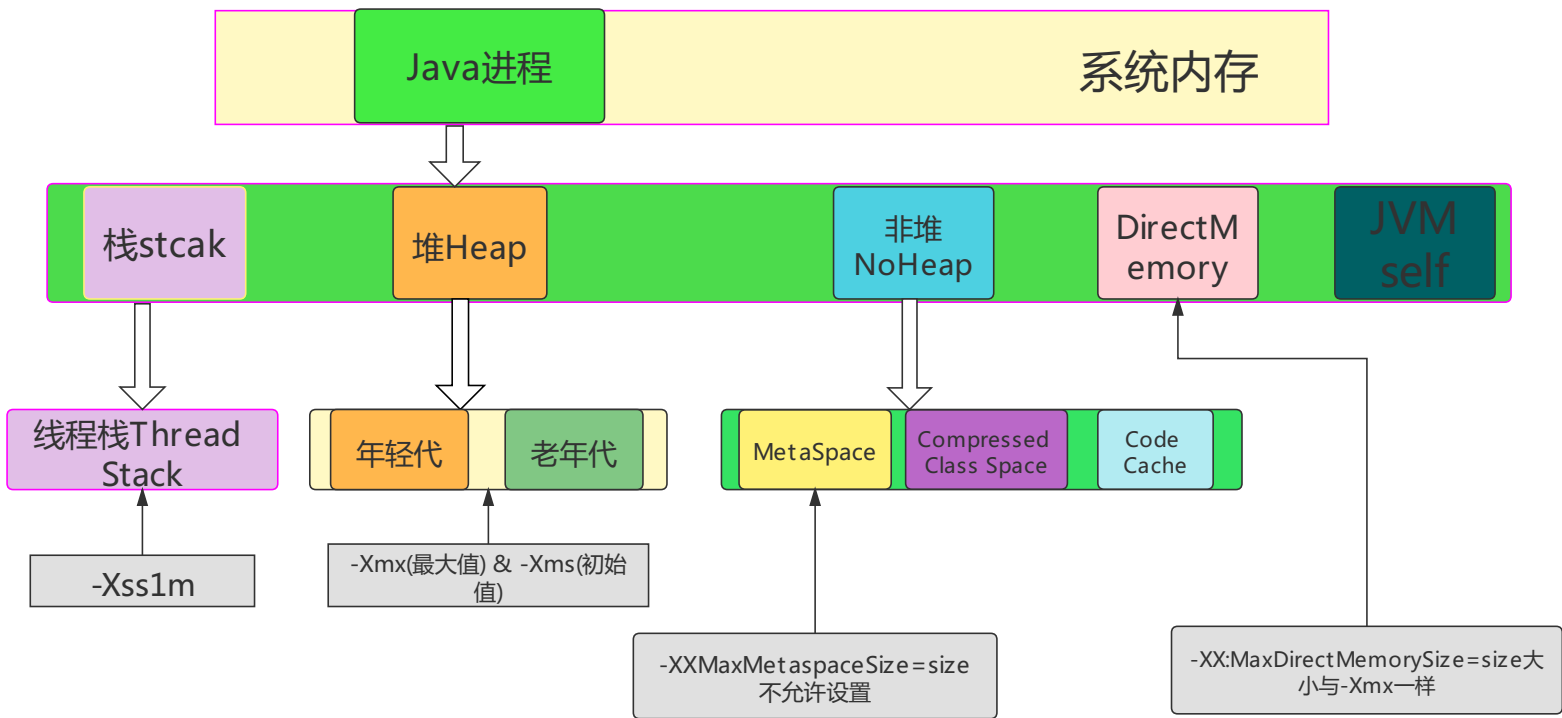 Java进程
系统内存
栈stcak
堆Heap
非堆
NoHeap
DirectM
emory
JVM
self
线程栈Thread
Stack
年轻代
老年代
MetaSpace
Compressed
Class Space
Code
Cache
-Xss1m
-Xmx(最大值) & -Xms(初始
值)
-XXMaxMetaspaceSize=size
不允许设置
-XX:MaxDirectMemorySize=size大
小与-Xmx一样